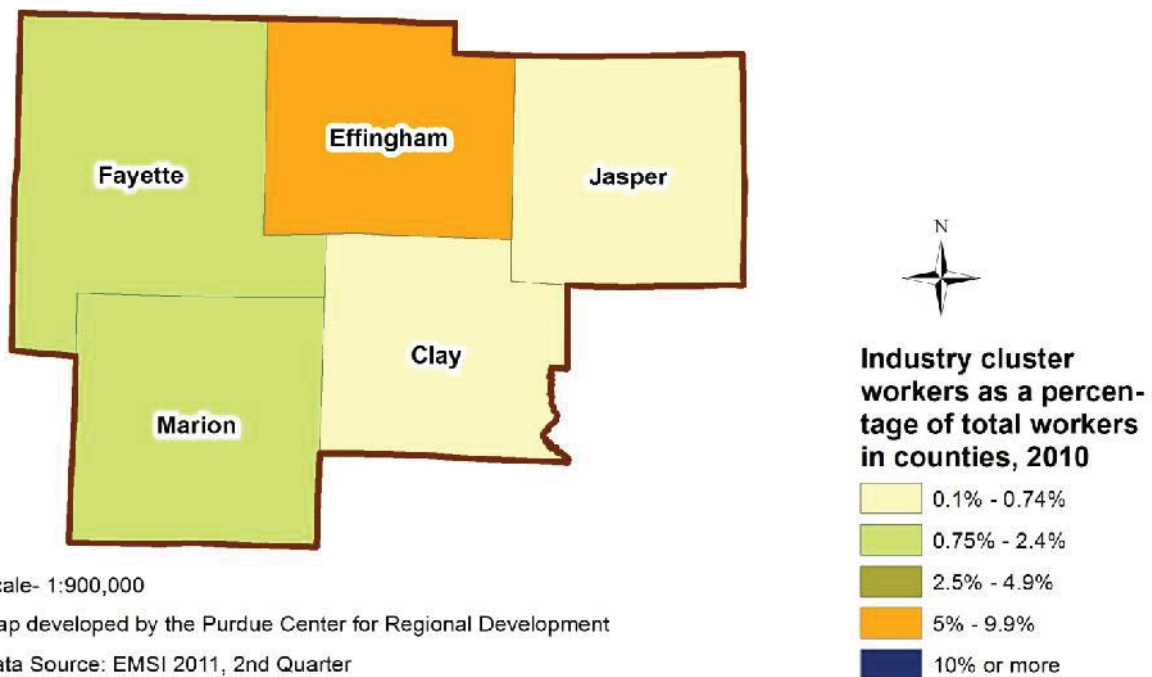 Effingham
Fayette
Jasper
Clay
Marion
N
Industry cluster
workers as a percen-
tage of total workers
in counties, 2010
0.1% - 0.74%
0.75% - 2.4%
2.5% - 4.9%
5% - 9.9%
10% or more
cale- 1:900,000
ap developed by the Purdue Center for Regional Development
ata Source: EMSI 2011, 2nd Quarter